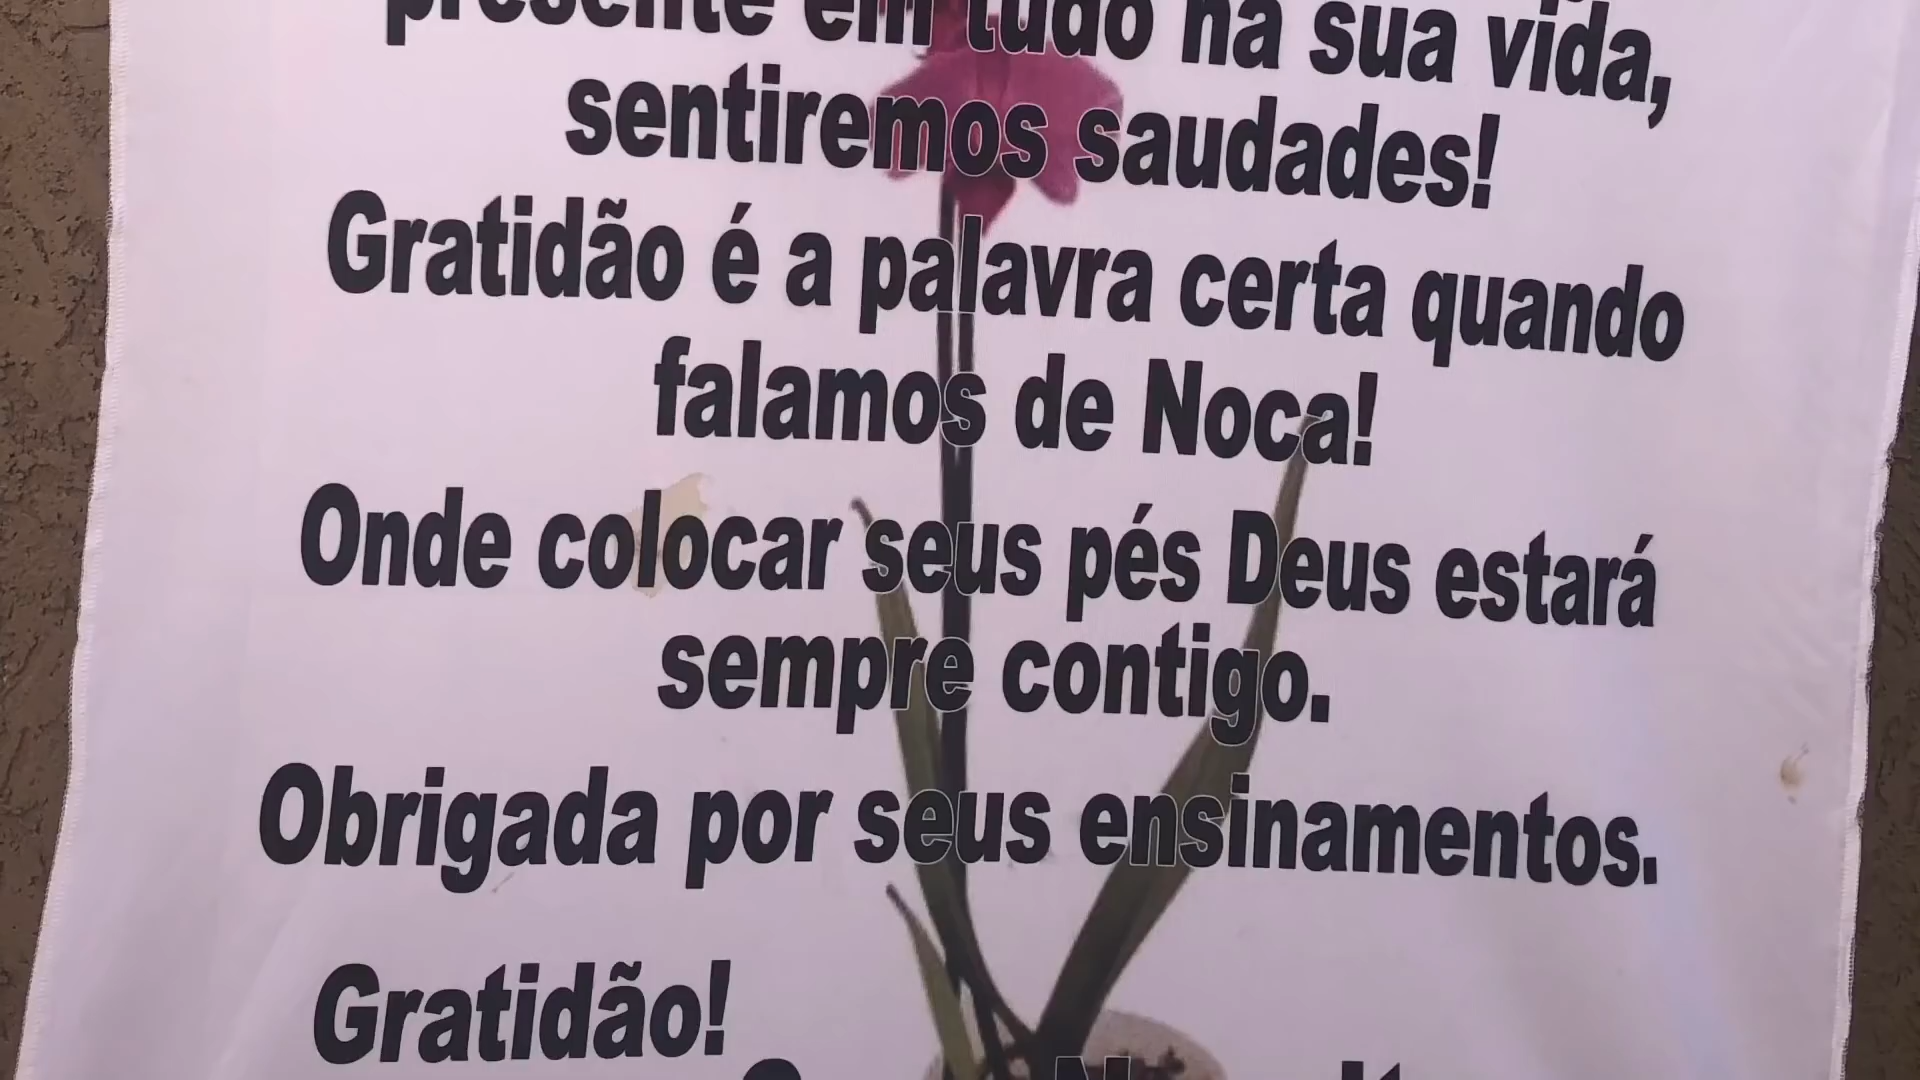 presente em tudo na sua vida,
sentiremos saudades!
Gratidão é a palavra certa quando
falamos de Noca!
Onde colocar seus pés Deus estará
sempre contigo.
Obrigada por seus ensinamentos.
Gratidão!